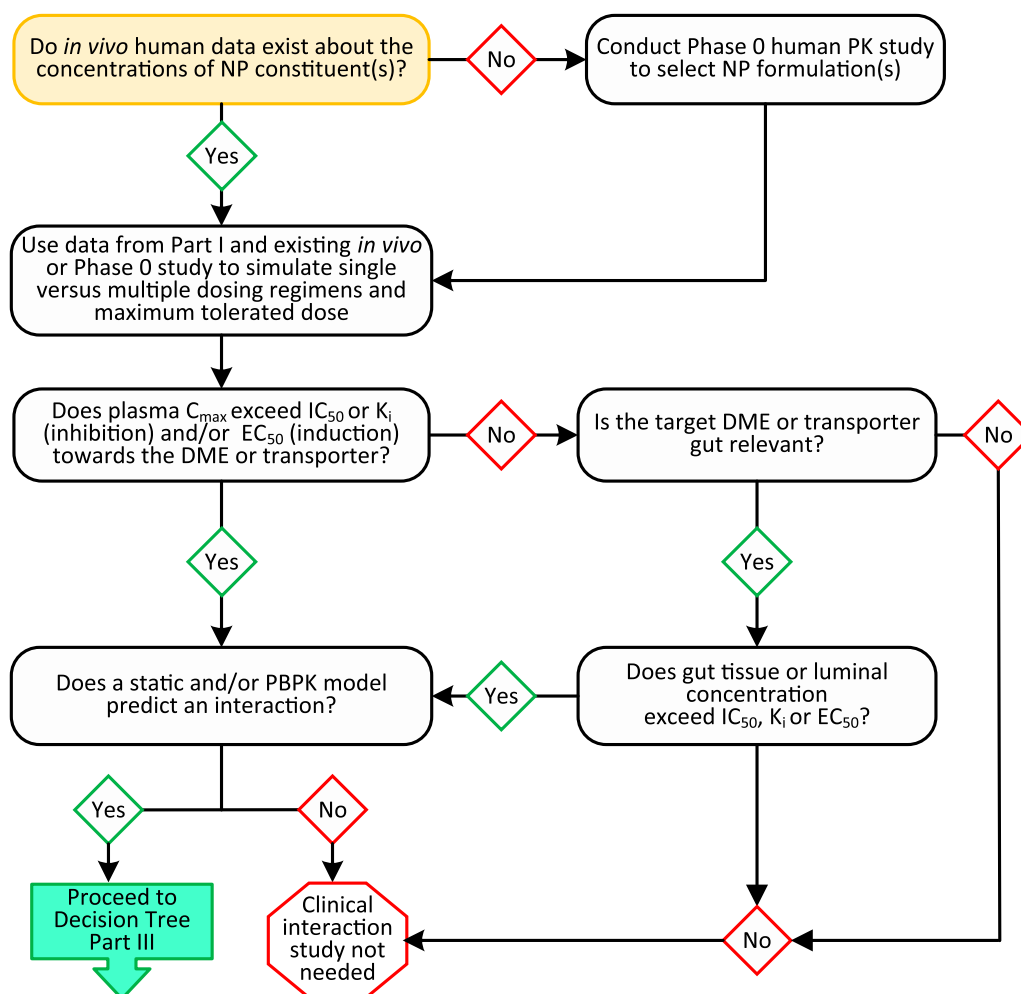 Do in vivo human data exist about the
concentrations of NP constituent(s)?
No
Conduct Phase 0 human PK study
to select NP formulation(s)
Yes
Use data from Part I and existing in vivo
or Phase 0 study to simulate single
versus multiple dosing regimens and
maximum tolerated dose
Does plasma Cmax exceed IC50 or Ki
(inhibition) and/or EC50 (induction)
towards the DME or transporter?
No
Is the target DME or transporter
gut relevant?
No
Yes
Yes
Does a static and/or PBPK model
predict an interaction?
Yes
Does gut tissue or luminal
concentration
exceed IC50, Ki or EC50?
Yes
No
Proceed to
Decision Tree
Part III
Clinical
interaction
study not
needed
No